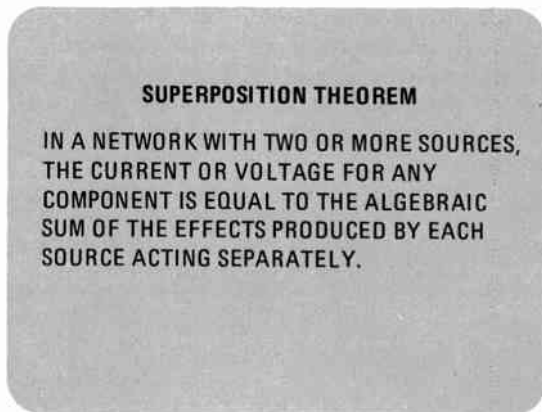 SUPERPOSITION THEOREM
IN A NETWORK WITH TWO OR MORE SOURCES,
THE CURRENT OR VOLTAGE FOR ANY
COMPONENT IS EQUAL TO THE ALGEBRAIC
SUM OF THE EFFECTS PRODUCED BY EACH
SOURCE ACTING SEPARATELY.